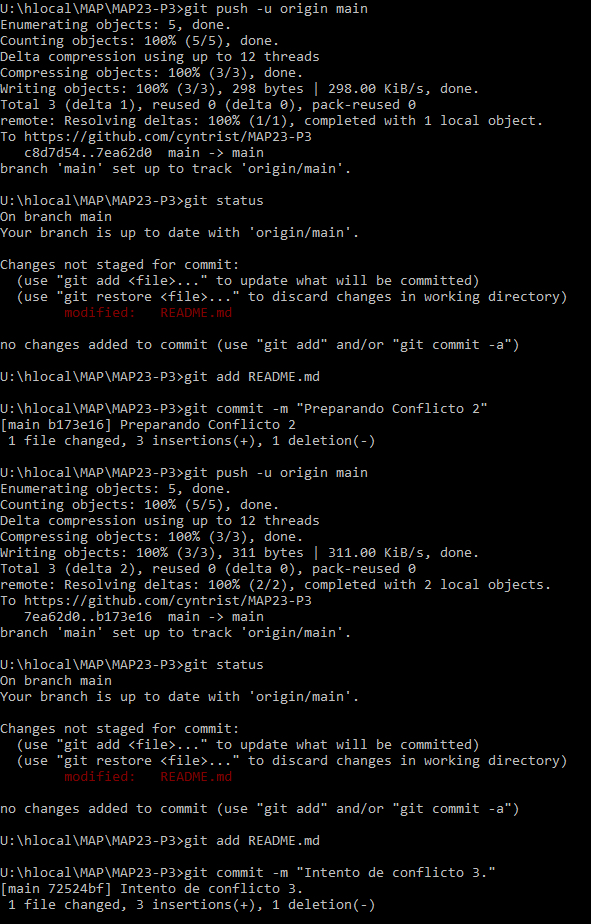 U:\hlocal\MAP\MAP23-P3>git push -u origin main
Enumerating objects: 5, done.
Counting objects: 100% (5/5), done.
Delta compression using up to 12 threads
Compressing objects: 100% (3/3), done.
Writing objects: 100% (3/3), 298 bytes | 298.00 KiB/s, done.
Total 3 (delta 1), reused 0 (delta 0), pack-reused 0
remote: Resolving deltas: 100% (1/1), completed with 1 local object.
To https://github.com/cyntrist/MAP23-P3
   c8d7d54..7ea62d0  main -> main
branch 'main' set up to track 'origin/main'.

U:\hlocal\MAP\MAP23-P3>git status
On branch main
Your branch is up to date with 'origin/main'.

Changes not staged for commit:
  (use "git add <file>..." to update what will be committed)
  (use "git restore <file>..." to discard changes in working directory)
        modified:   README.md

no changes added to commit (use "git add" and/or "git commit -a")

U:\hlocal\MAP\MAP23-P3>git add README.md

U:\hlocal\MAP\MAP23-P3>git commit -m "Preparando Conflicto 2"
[main b173e16] Preparando Conflicto 2
 1 file changed, 3 insertions(+), 1 deletion(-)

U:\hlocal\MAP\MAP23-P3>git push -u origin main
Enumerating objects: 5, done.
Counting objects: 100% (5/5), done.
Delta compression using up to 12 threads
Compressing objects: 100% (3/3), done.
Writing objects: 100% (3/3), 311 bytes | 311.00 KiB/s, done.
Total 3 (delta 2), reused 0 (delta 0), pack-reused 0
remote: Resolving deltas: 100% (2/2), completed with 2 local objects.
To https://github.com/cyntrist/MAP23-P3
   7ea62d0..b173e16  main -> main
branch 'main' set up to track 'origin/main'.

U:\hlocal\MAP\MAP23-P3>git status
On branch main
Your branch is up to date with 'origin/main'.

Changes not staged for commit:
  (use "git add <file>..." to update what will be committed)
  (use "git restore <file>..." to discard changes in working directory)
        modified:   README.md

no changes added to commit (use "git add" and/or "git commit -a")

U:\hlocal\MAP\MAP23-P3>git add README.md

U:\hlocal\MAP\MAP23-P3>git commit -m "Intento de conflicto 3."
[main 72524bf] Intento de conflicto 3.
 1 file changed, 3 insertions(+), 1 deletion(-)